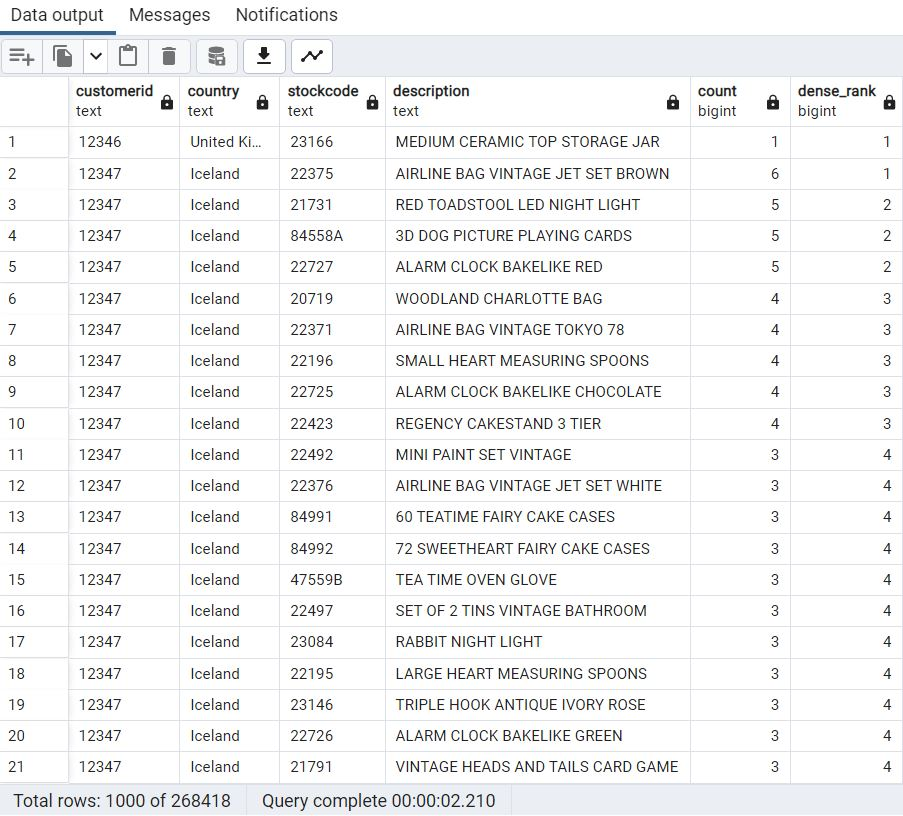 Data output Messages Notifications
customerid country stockcode description count dense_rank
text text text text bigint bigint
1 12346 United Ki... 23166 MEDIUM CERAMIC TOP STORAGE JAR 1 1
2 12347 Iceland 22375 AIRLINE BAG VINTAGE JET SET BROWN 6 1
3 12347 Iceland 21731 RED TOADSTOOL LED NIGHT LIGHT 5 2
4 12347 Iceland 84558A 3D DOG PICTURE PLAYING CARDS 5 2
5 12347 Iceland 22727 ALARM CLOCK BAKELIKE RED 5 2
6 12347 Iceland 20719 WOODLAND CHARLOTTE BAG 4 3
7 12347 Iceland 22371 AIRLINE BAG VINTAGE TOKYO 78 4 3
8 12347 Iceland 22196 SMALL HEART MEASURING SPOONS 4 3
9 12347 Iceland 22725 ALARM CLOCK BAKELIKE CHOCOLATE 4 3
10 12347 Iceland 22423 REGENCY CAKESTAND 3 TIER 4 3
11 12347 Iceland 22492 MINI PAINT SET VINTAGE 3 4
12 12347 Iceland 22376 AIRLINE BAG VINTAGE JET SET WHITE 3 4
13 12347 Iceland 84991 60 TEATIME FAIRY CAKE CASES 3 4
14 12347 Iceland 84992 72 SWEETHEART FAIRY CAKE CASES 3 4
15 12347 Iceland 47559B TEA TIME OVEN GLOVE 3 4
16 12347 Iceland 22497 SET OF 2 TINS VINTAGE BATHROOM 3 4
17 12347 Iceland 23084 RABBIT NIGHT LIGHT 3 4
18 12347 Iceland 22195 LARGE HEART MEASURING SPOONS 3 4
19 12347 Iceland 23146 TRIPLE HOOK ANTIQUE IVORY ROSE 3 4
20 12347 Iceland 22726 ALARM CLOCK BAKELIKE GREEN 3 4
21 12347 Iceland 21791 VINTAGE HEADS AND TAILS CARD GAME 3 4
Total rows: 1000 of 268418 Query complete 00:00:02.210